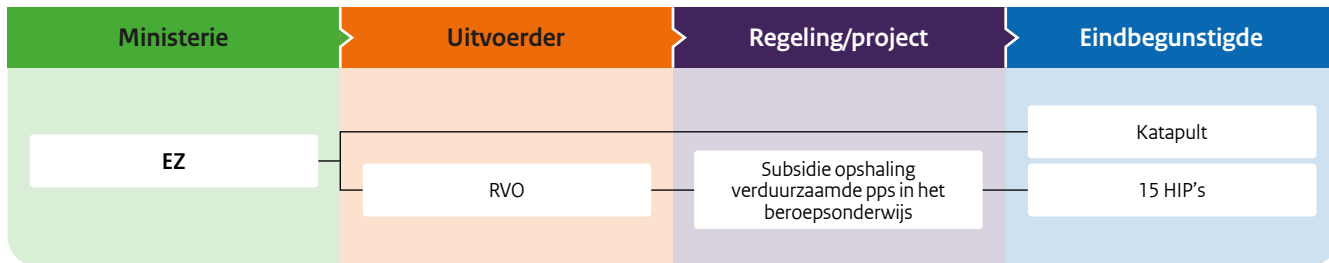 Ministerie
Uitvoerder
Regeling/project
Eindbegunstigde
EZ
Katapult
RVO
Subsidie opshaling
verduurzaamde pps in het
beroepsonderwijs
15 HIP's